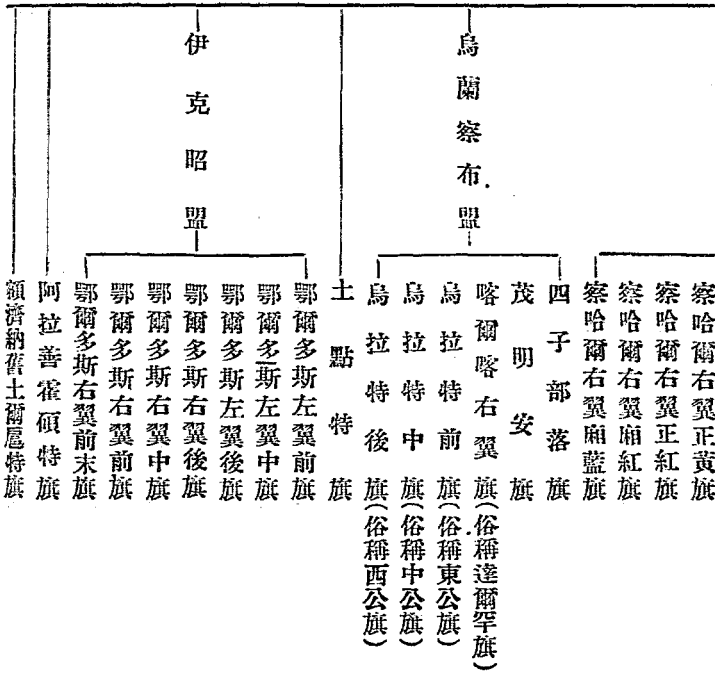 察哈爾右翼正黃旗
察哈爾右翼正紅旗
察哈爾右翼廂紅旗
察哈爾右翼廂藍旗
烏蘭察布盟
四子部落旗
茂明安旗
喀爾喀右翼旗(俗稱達爾罕旗)
烏拉特前旗(俗稱東公旗)
烏拉特中旗(俗稱中公旗)
烏拉特後旗(俗稱西公旗)
土點特旗
伊克昭盟
鄂爾多斯左翼前旗
鄂爾多斯左翼中旗
鄂爾多斯左翼後旗
鄂爾多斯右翼後旗
鄂爾多斯右翼中旗
鄂爾多斯右翼前旗
鄂爾多斯右翼前末旗
阿拉善霍碩特旗
額濟納舊土爾扈特旗